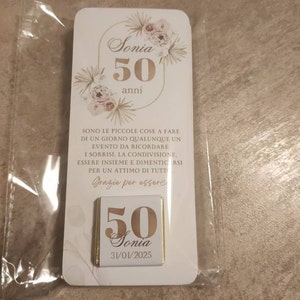 Sonia
50
anni
SONO LE PICCOLE COSE A FARE
DI UN GIORNO QUALUNQUE UN
EVENTO DA RICORDARE.
I SORRISI, LA CONDIVISIONE,
ESSERE INSIEME E DIMENTICARSI
PER UN ATTIMO DI TUTTO
Grazie per esserci
50
Sonia
31/01/2025